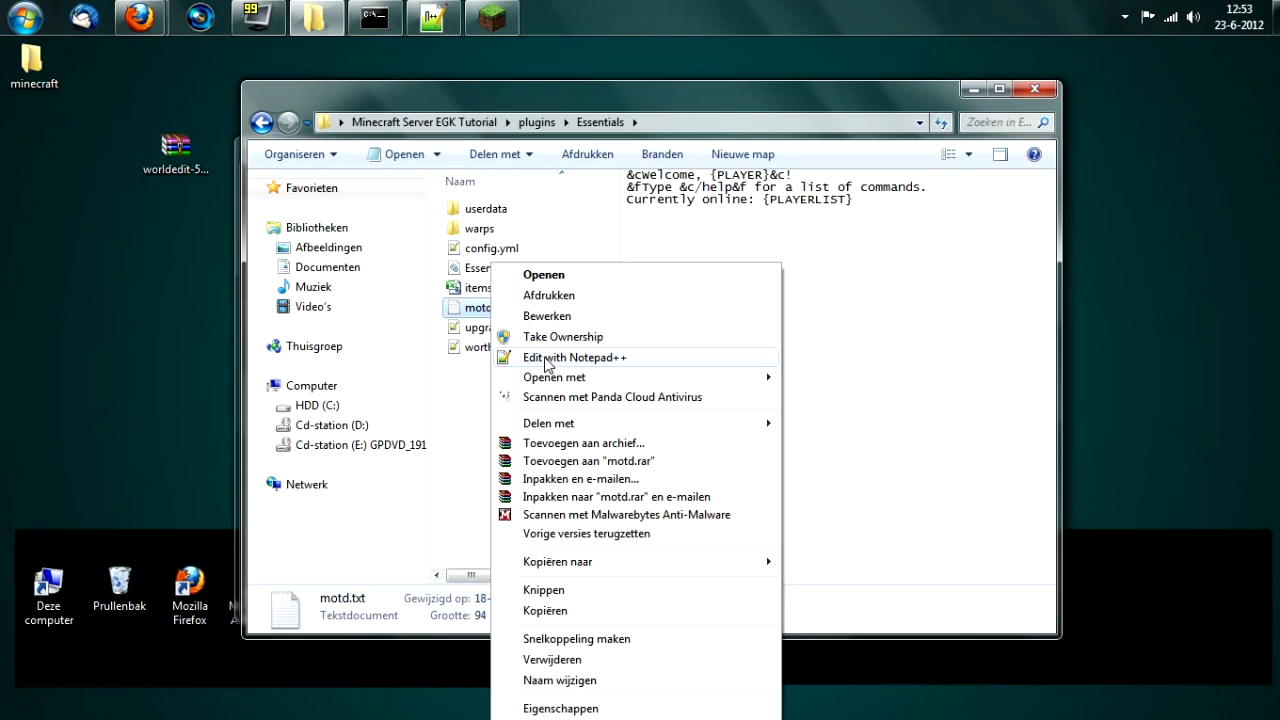 99
12:53
23-6-2012
minecraft
worldedit-5...
Minecraft Server EGK Tutorial plugins Essentials
Zoeken in E...
Organiseren Openen Delen met Afdrukken Branden Nieuwe map
Favorieten
Bibliotheken
Afbeeldingen
Documenten
Muziek
Video's
Thuisgroep
Computer
HDD (C:)
Cd-station (D:)
Cd-station (E:) GPDVD_191
Netwerk
Naam
userdata
warps
config.yml
Esser
items
motd
upgra
worth
&cWelcome, {PLAYER}&c!
&fType &c/help&f for a list of commands.
Currently online: {PLAYERLIST}
Openen
Afdrukken
Bewerken
Take Ownership
Edit with Notepad++
Openen met
Scannen met Panda Cloud Antivirus
Delen met
Toevoegen aan archief...
Toevoegen aan "motd.rar"
Inpakken en e-mailen...
Inpakken naar "motd.rar" en e-mailen
Scannen met Malwarebytes Anti-Malware
Vorige versies terugzetten
Kopiëren naar
Knippen
Kopiëren
Snelkoppeling maken
Verwijderen
Naam wijzigen
Eigenschappen
motd.txt Gewijzigd op: 18-
Tekstdocument Grootte: 94
Deze
computer
Prullenbak
Mozilla
Firefox